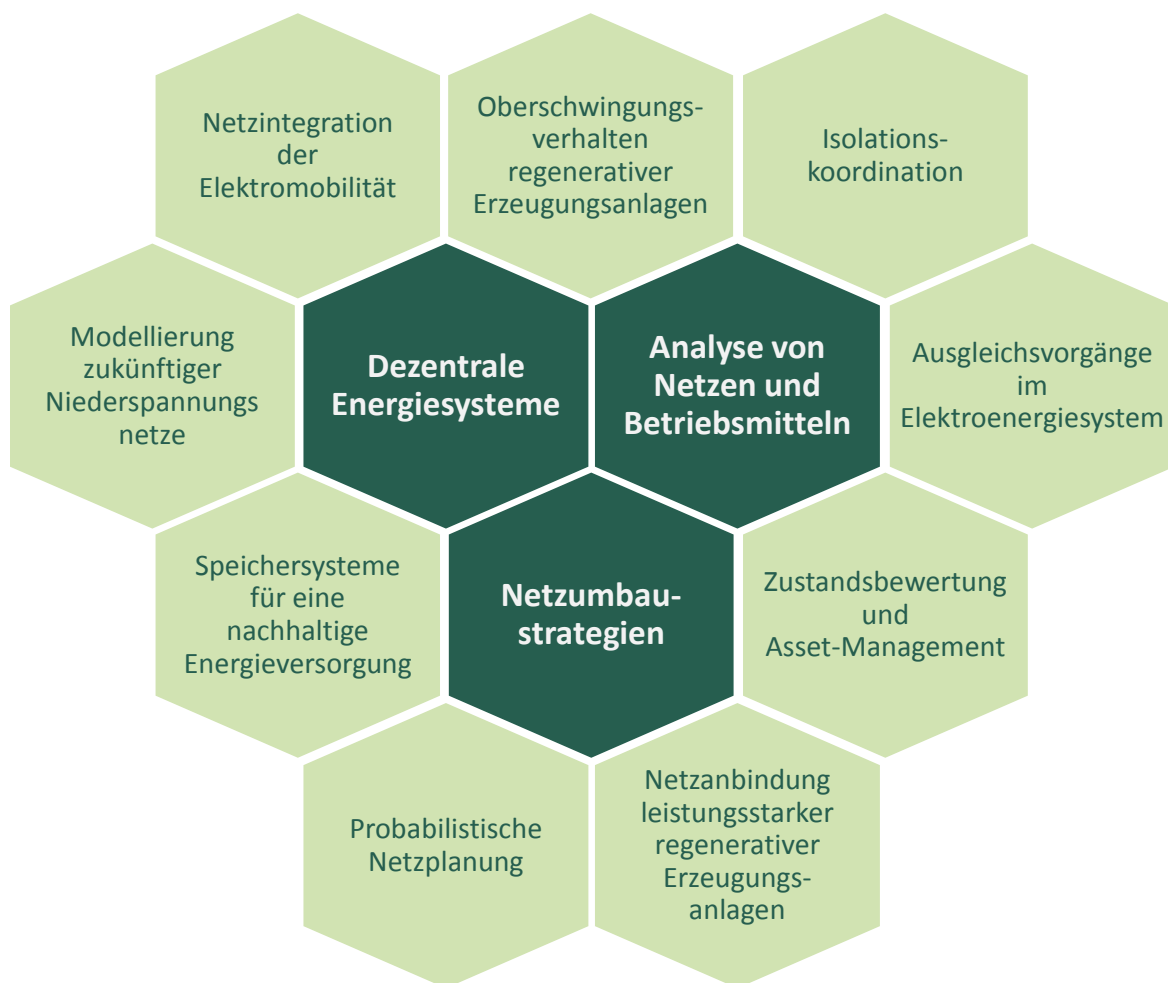 Netzintegration
der
Elektromobilität
Oberschwingungs-
verhalten
regenerativer
Erzeugungsanlagen
Isolations-
koordination
Modellierung
zukünftiger
Niederspannungs
netze
Dezentrale
Energiesysteme
Analyse von
Netzen und
Betriebsmitteln
Ausgleichsvorgänge
im
Elektroenergiesystem
Speichersysteme
für eine
nachhaltige
Energieversorgung
Netzumbau-
strategien
Zustandsbewertung
und
Asset-Management
Probabilistische
Netzplanung
Netzanbindung
leistungsstarker
regenerativer
Erzeugungs-
anlagen